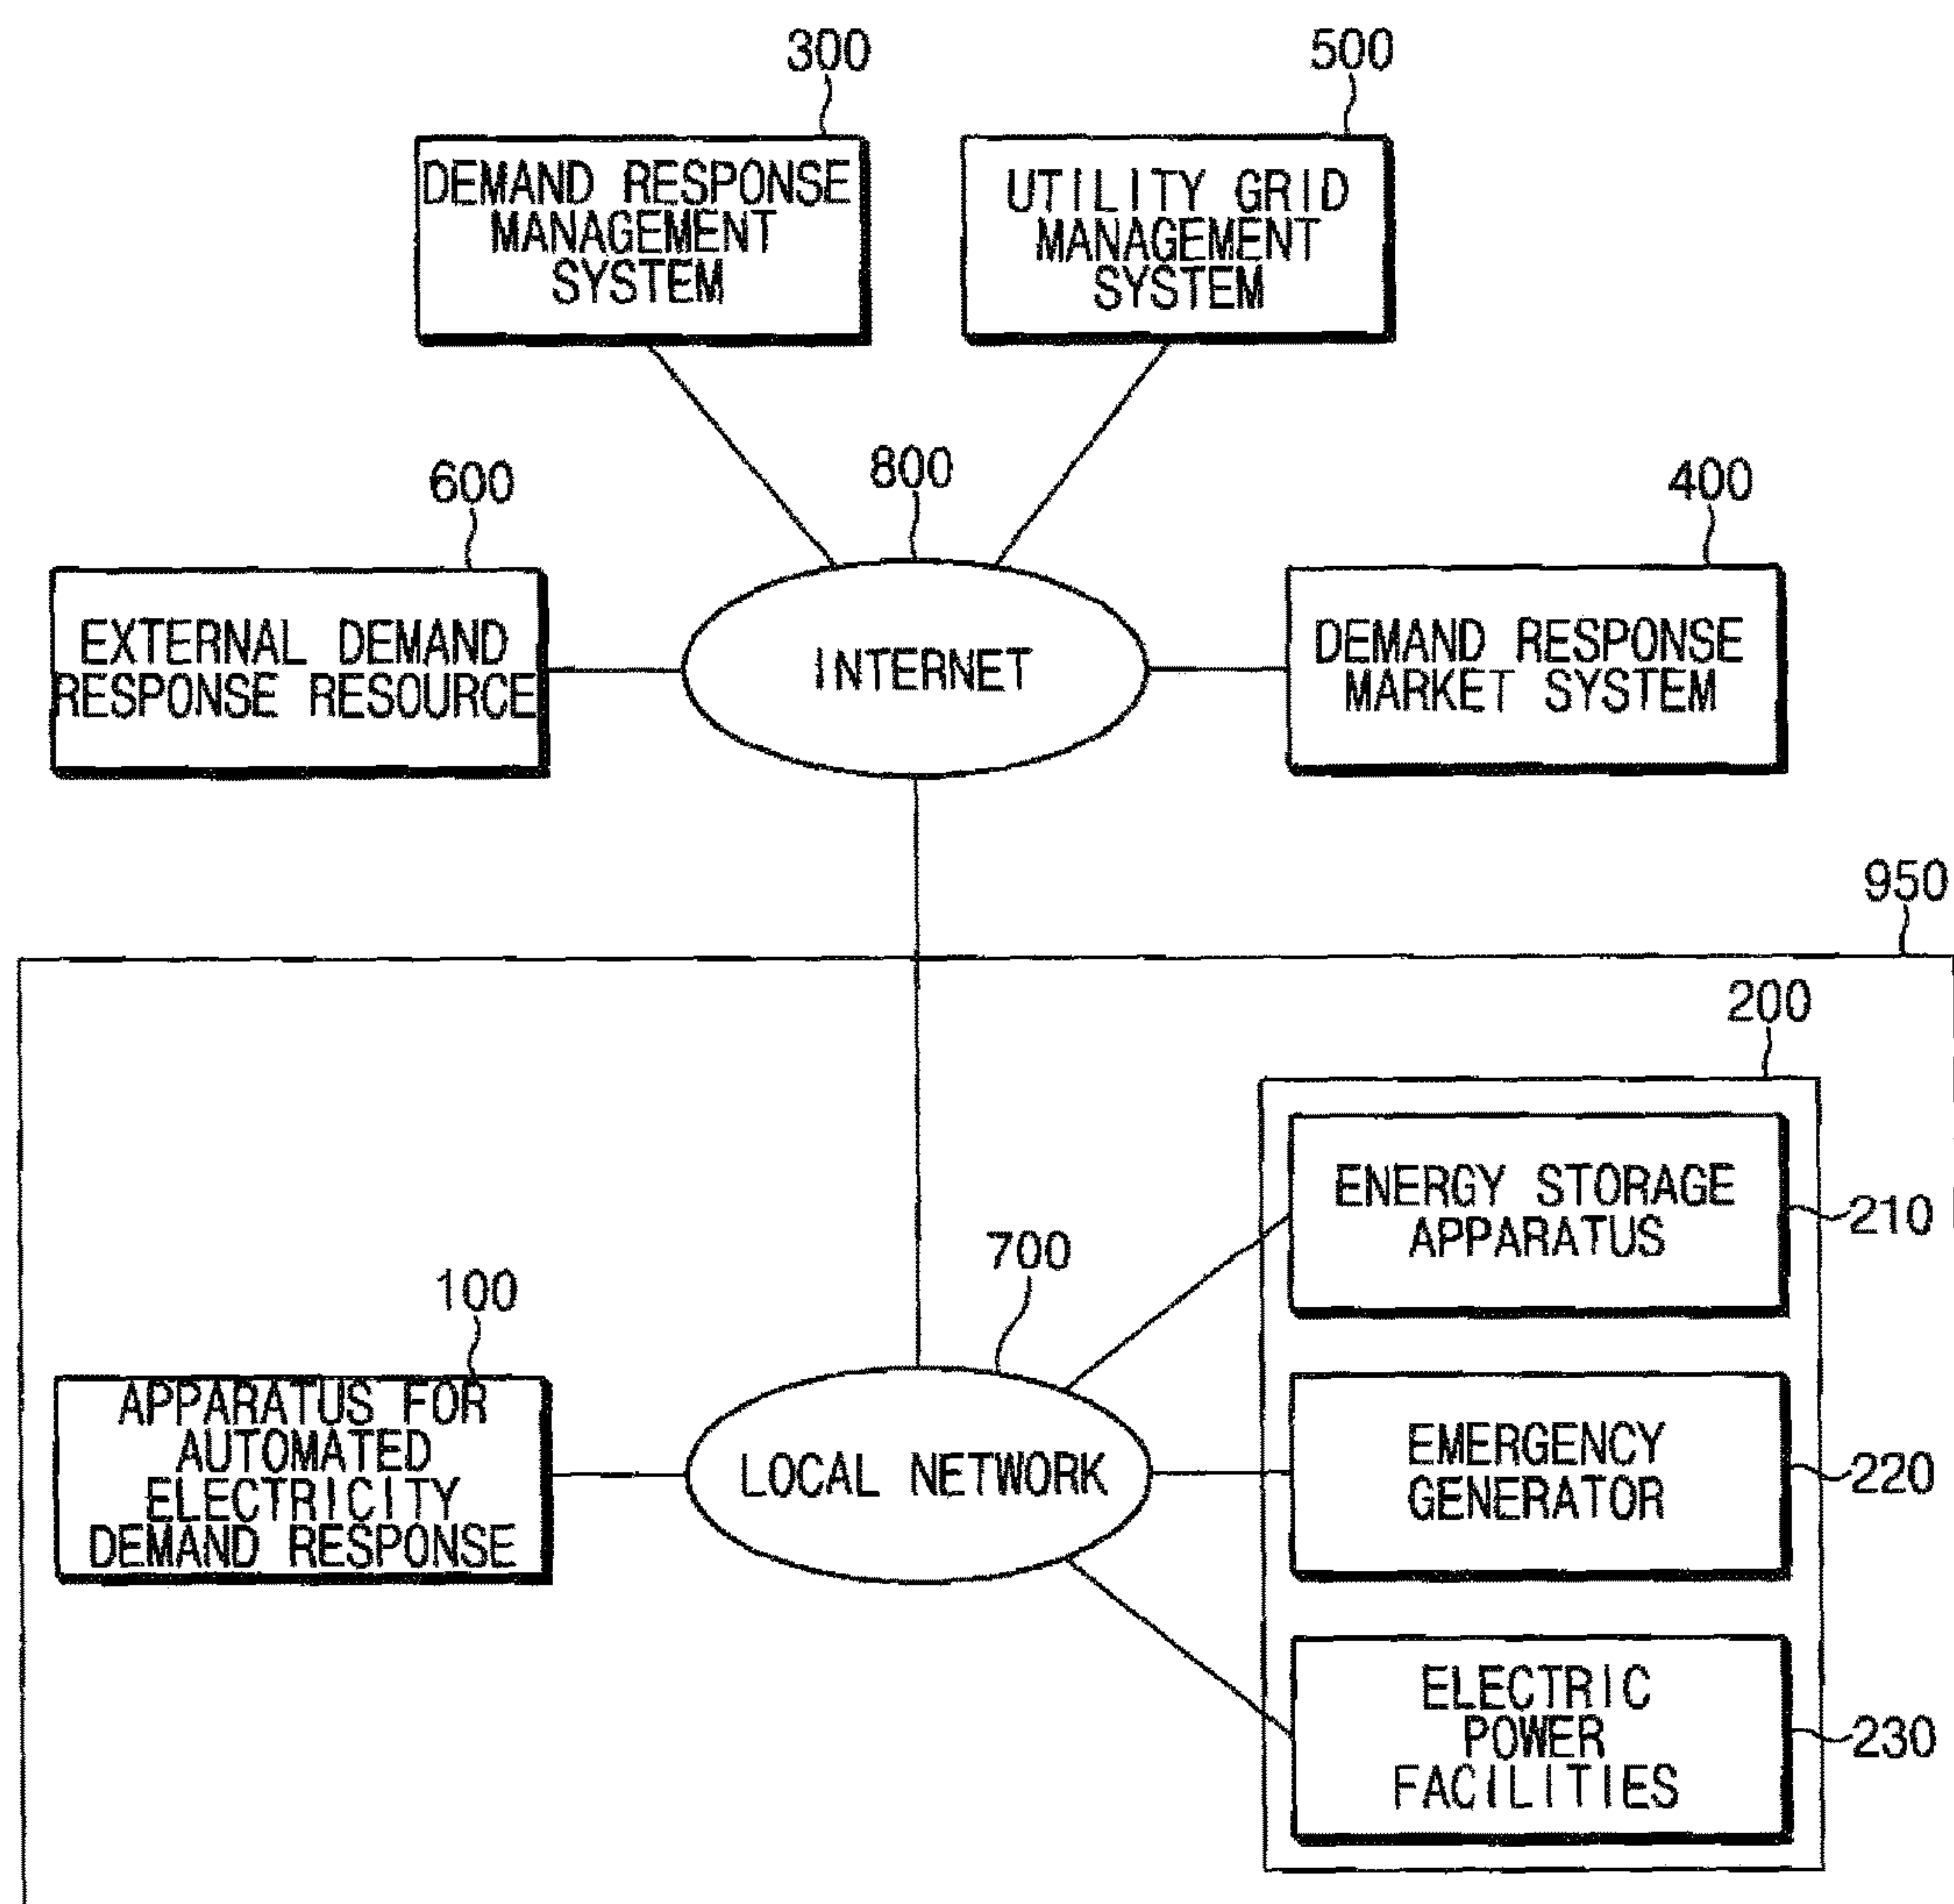 300
500
DEMAND RESPONSE
MANAGEMENT
SYSTEM
UTILITY GRID
MANAGEMENT
SYSTEM
600
800
400
EXTERNAL DEMAND
RESPONSE RESOURCE
INTERNET
DEMAND RESPONSE
MARKET SYSTEM
950
200
ENERGY STORAGE
APPARATUS
210
700
100
APPARATUS FOR
AUTOMATED
ELECTRICITY
DEMAND RESPONSE
LOCAL NETWORK
EMERGENCY
GENERATOR
220
ELECTRIC
POWER
FACILITIES
230